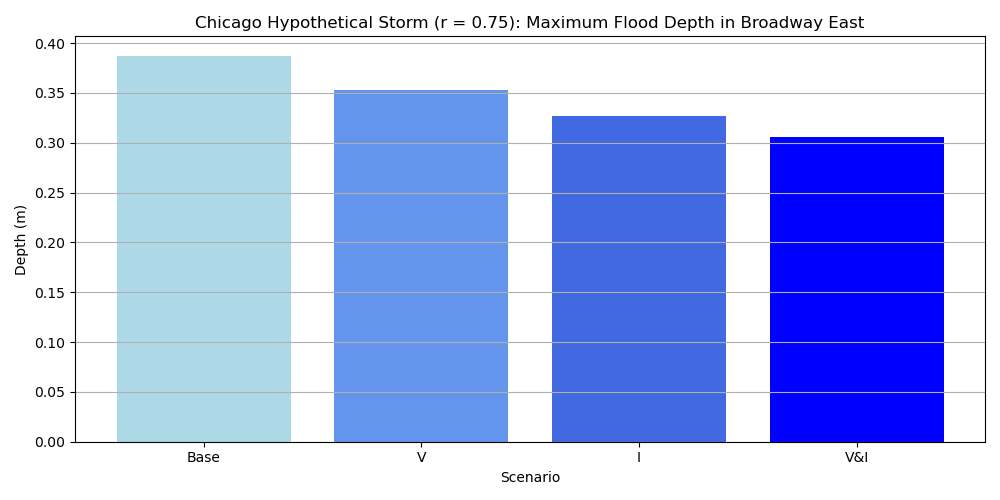 Chicago Hypothetical Storm (r = 0.75): Maximum Flood Depth in Broadway East
0.40
0.35
0.30
0.25
0.20
0.15
0.10
0.05
0.00
Depth (m)
Base
V
I
V&I
Scenario